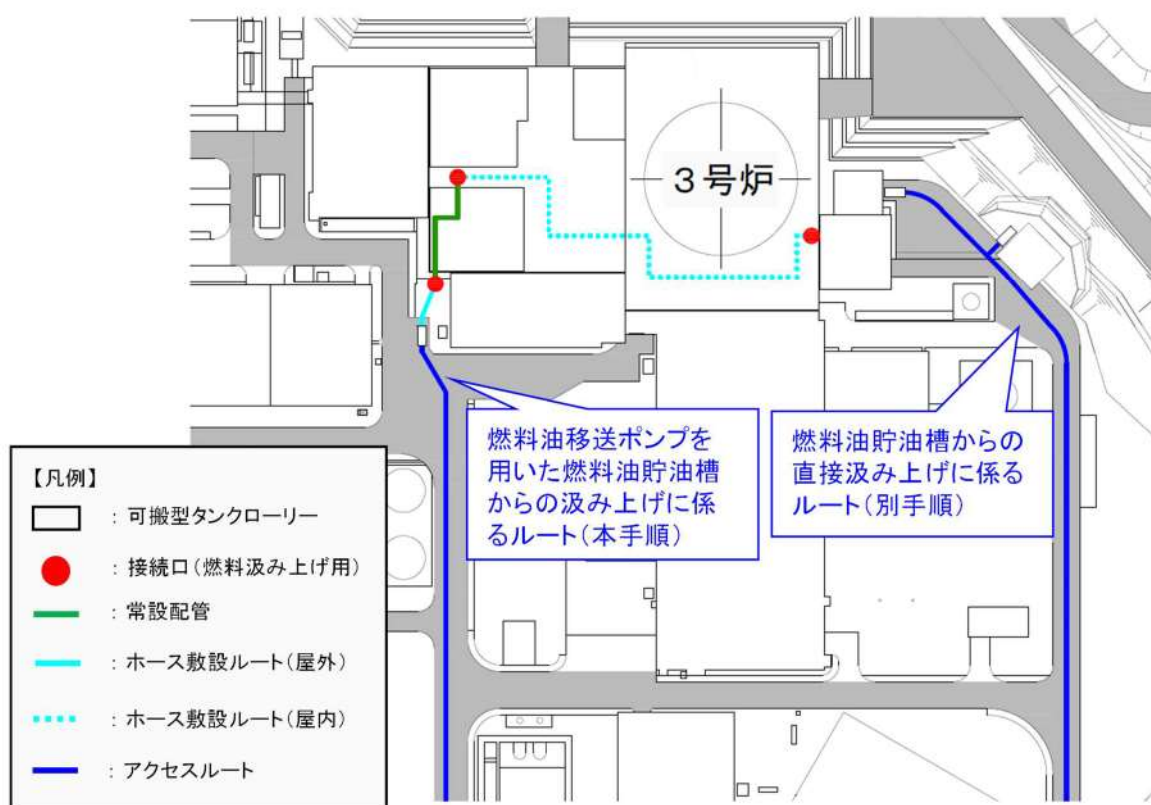 3号炉
燃料油移送ポンプを
用いた燃料油貯油槽
からの汲み上げに係
るルート(本手順)
燃料油貯油槽からの
直接汲み上げに係る
ルート(別手順)
【凡例】
：可搬型タンクローリー
：接続口(燃料汲み上げ用)
：常設配管
：ホース敷設ルート(屋外)
：ホース敷設ルート(屋内)
：アクセスルート